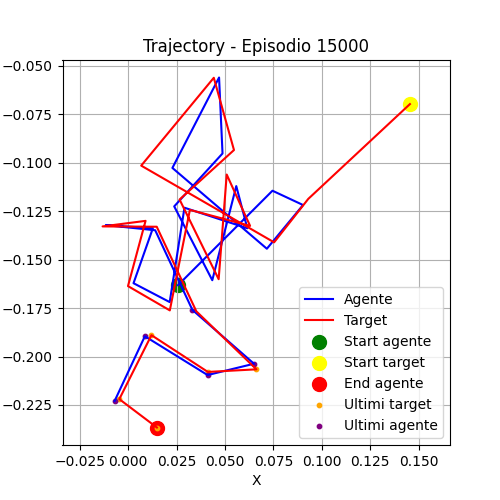 Trajectory - Episodio 15000
−0.050
−0.075
−0.100
−0.125
−0.150
−0.175
−0.200
−0.225
Agente
Target
Start agente
Start target
End agente
Ultimi target
Ultimi agente
−0.025 0.000 0.025 0.050 0.075 0.100 0.125 0.150
X